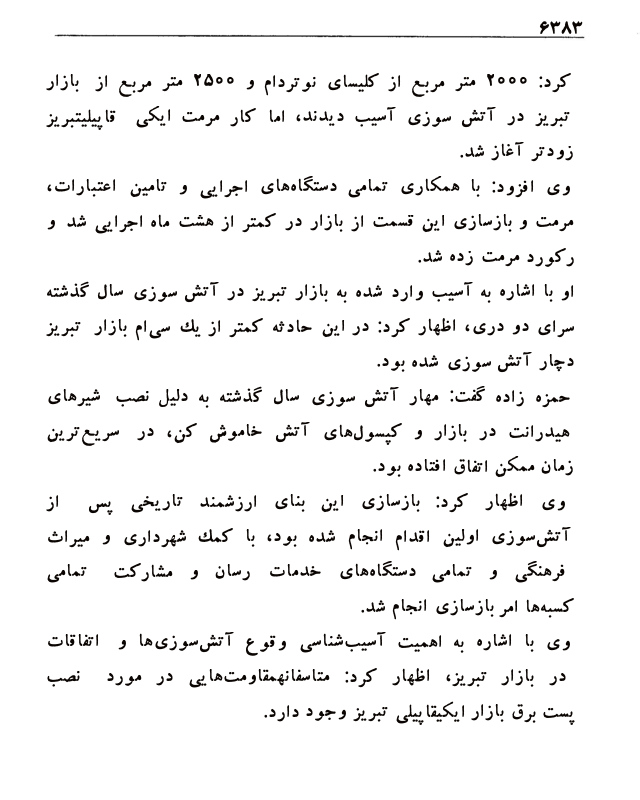 ۶۳۸۳
کرد: ۲۰۰۰ متر مربع از کلیسای نوتردام و ۲۵۰۰ متر مربع از بازار
تبریز در آتش سوزی آسیب دیدند، اما کار مرمت ایکی قاپیلیتبریز
زودتر آغاز شد.
وی افزود: با همکاری تمامی دستگاه‌های اجرایی و تامین اعتبارات،
مرمت و بازسازی این قسمت از بازار در کمتر از هشت ماه اجرایی شد و
رکورد مرمت زده شد.
او با اشاره به آسیب وارد شده به بازار تبریز در آتش سوزی سال گذشته
سرای دو دری، اظهار کرد: در این حادثه کمتر از یك سی‌ام بازار تبریز
دچار آتش سوزی شده بود.
حمزه زاده گفت: مهار آتش سوزی سال گذشته به دلیل نصب شیرهای
هیدرانت در بازار و کپسول‌های آتش خاموش کن، در سریع‌ترین
زمان ممکن اتفاق افتاده بود.
وی اظهار کرد: بازسازی این بنای ارزشمند تاریخی پس از
آتش‌سوزی اولین اقدام انجام شده بود، با کمك شهرداری و میراث
فرهنگی و تمامی دستگاه‌های خدمات رسان و مشارکت تمامی
کسبه‌ها امر بازسازی انجام شد.
وی با اشاره به اهمیت آسیب‌شناسی وقوع آتش‌سوزی‌ها و اتفاقات
در بازار تبریز، اظهار کرد: متاسفانهمقاومت‌هایی در مورد نصب
پست برق بازار ایکیقاپیلی تبریز وجود دارد.